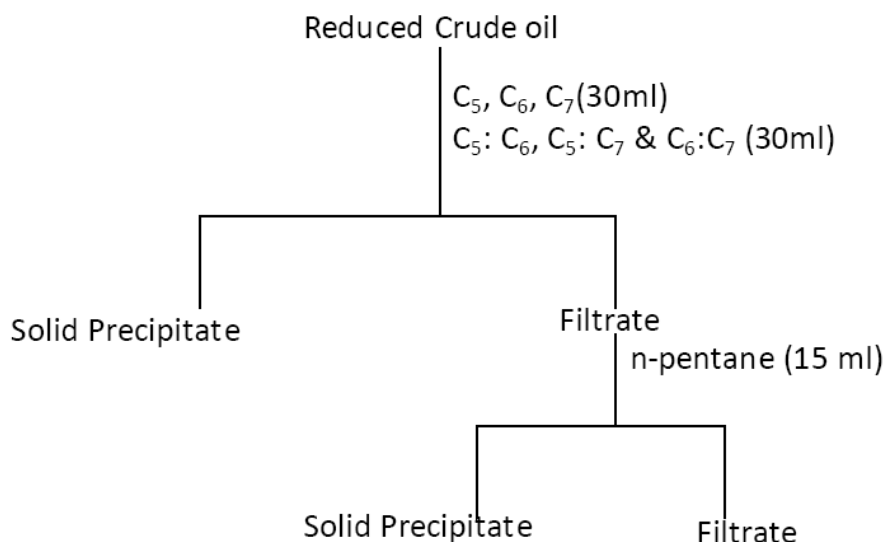 Reduced Crude oil
C₅, C₆, C₇(30ml)
C₅: C₆, C₅: C₇ & C₆:C₇ (30ml)
Solid Precipitate
Filtrate
n-pentane (15 ml)
Solid Precipitate
Filtrate